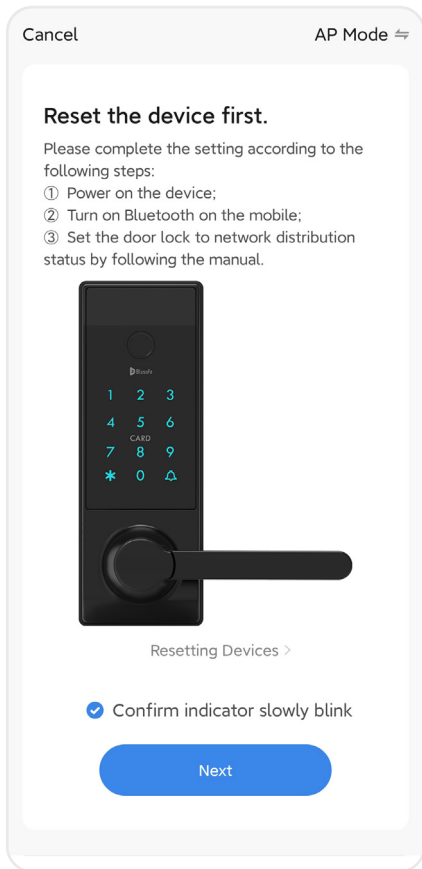 Cancel
AP Mode
Reset the device first.
Please complete the setting according to the
following steps:
① Power on the device;
② Turn on Bluetooth on the mobile;
③ Set the door lock to network distribution
status by following the manual.
1 2 3
4 5 6
CARD
7 8 9
* 0
Resetting Devices >
Confirm indicator slowly blink
Next